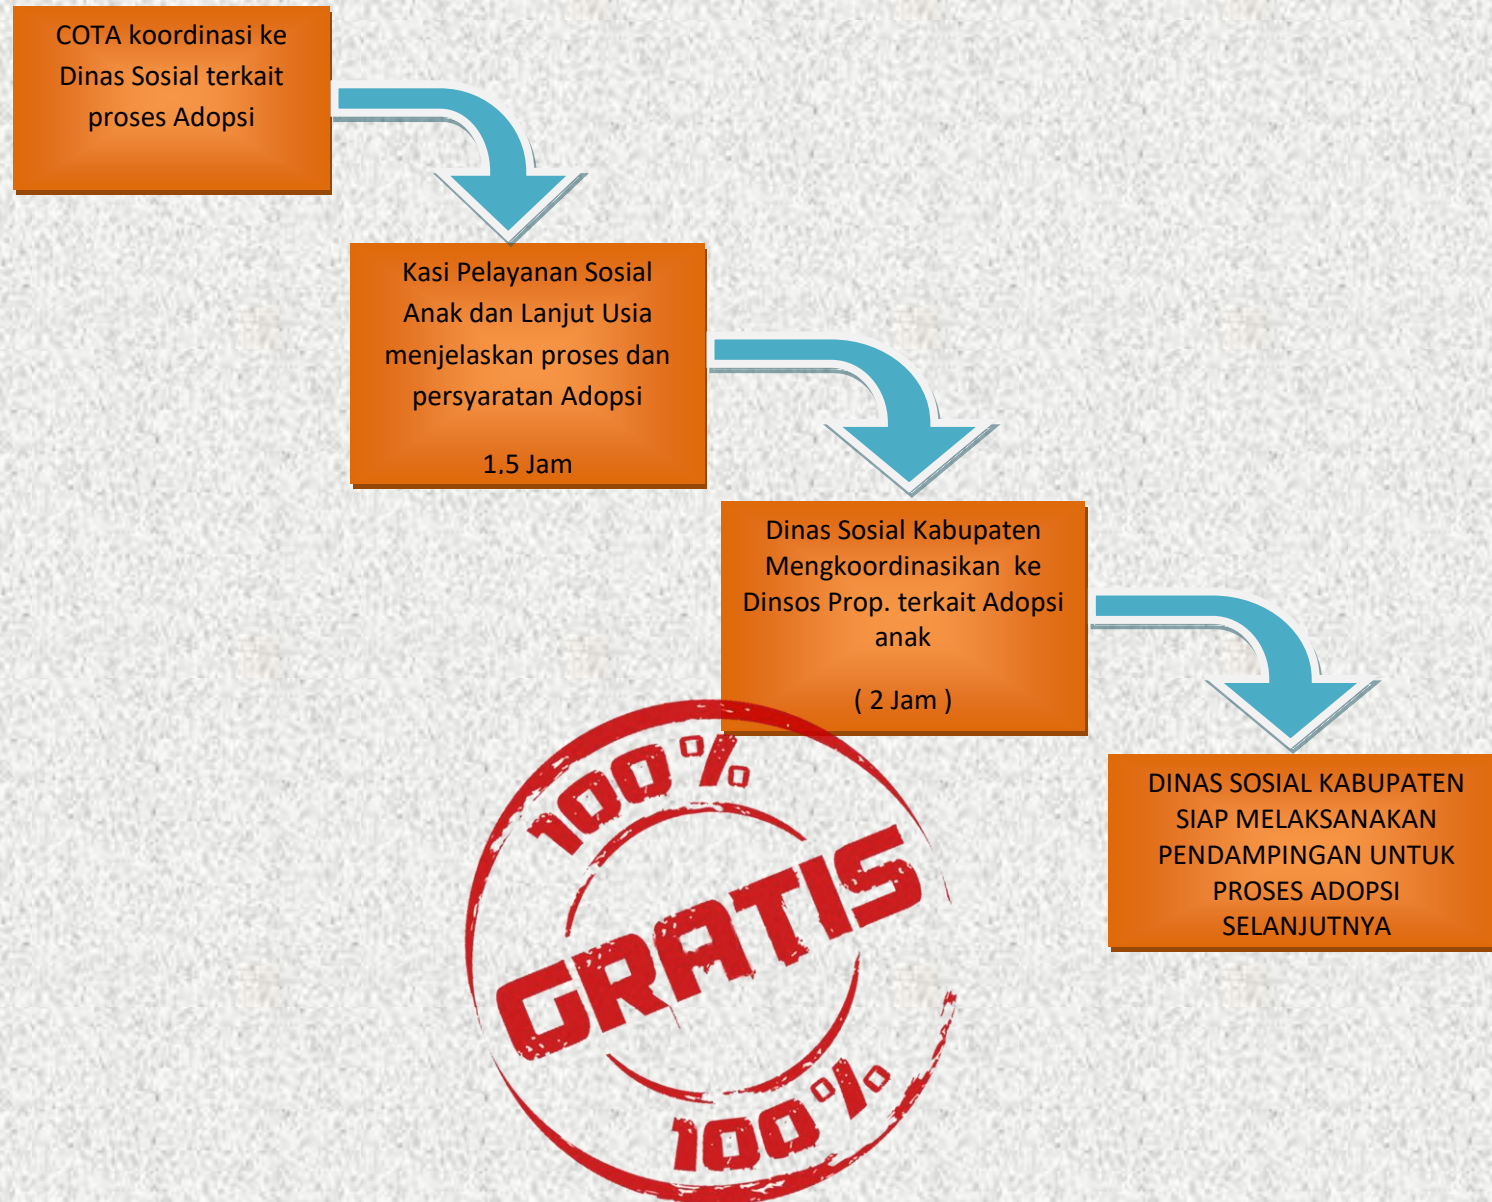 COTA koordinasi ke
Dinas Sosial terkait
proses Adopsi
Kasi Pelayanan Sosial
Anak dan Lanjut Usia
menjelaskan proses dan
persyaratan Adopsi
1,5 Jam
Dinas Sosial Kabupaten
Mengkoordinasikan ke
Dinsos Prop. terkait Adopsi
anak
( 2 Jam )
DINAS SOSIAL KABUPATEN
SIAP MELAKSANAKAN
PENDAMPINGAN UNTUK
PROSES ADOPSI
SELANJUTNYA
100%
GRATIS
100%